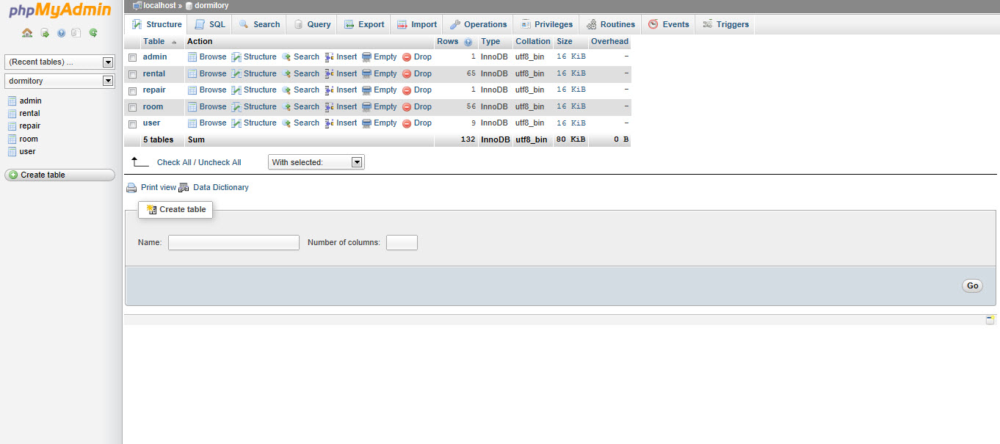 phpMyAdmin
localhost » dormitory
Structure SQL Search Query Export Import Operations Privileges Routines Events Triggers
(Recent tables) ...
dormitory
admin
rental
repair
room
user
Create table
Table Action Rows Type Collation Size Overhead
admin Browse Structure Search Insert Empty Drop 1 InnoDB utf8_bin 16 KiB -
rental Browse Structure Search Insert Empty Drop 65 InnoDB utf8_bin 16 KiB -
repair Browse Structure Search Insert Empty Drop 1 InnoDB utf8_bin 16 KiB -
room Browse Structure Search Insert Empty Drop 56 InnoDB utf8_bin 16 KiB -
user Browse Structure Search Insert Empty Drop 9 InnoDB utf8_bin 16 KiB -
5 tables Sum 132 InnoDB utf8_bin 80 KiB 0 B
Check All / Uncheck All With selected:
Print view Data Dictionary
Create table
Name: Number of columns:
Go